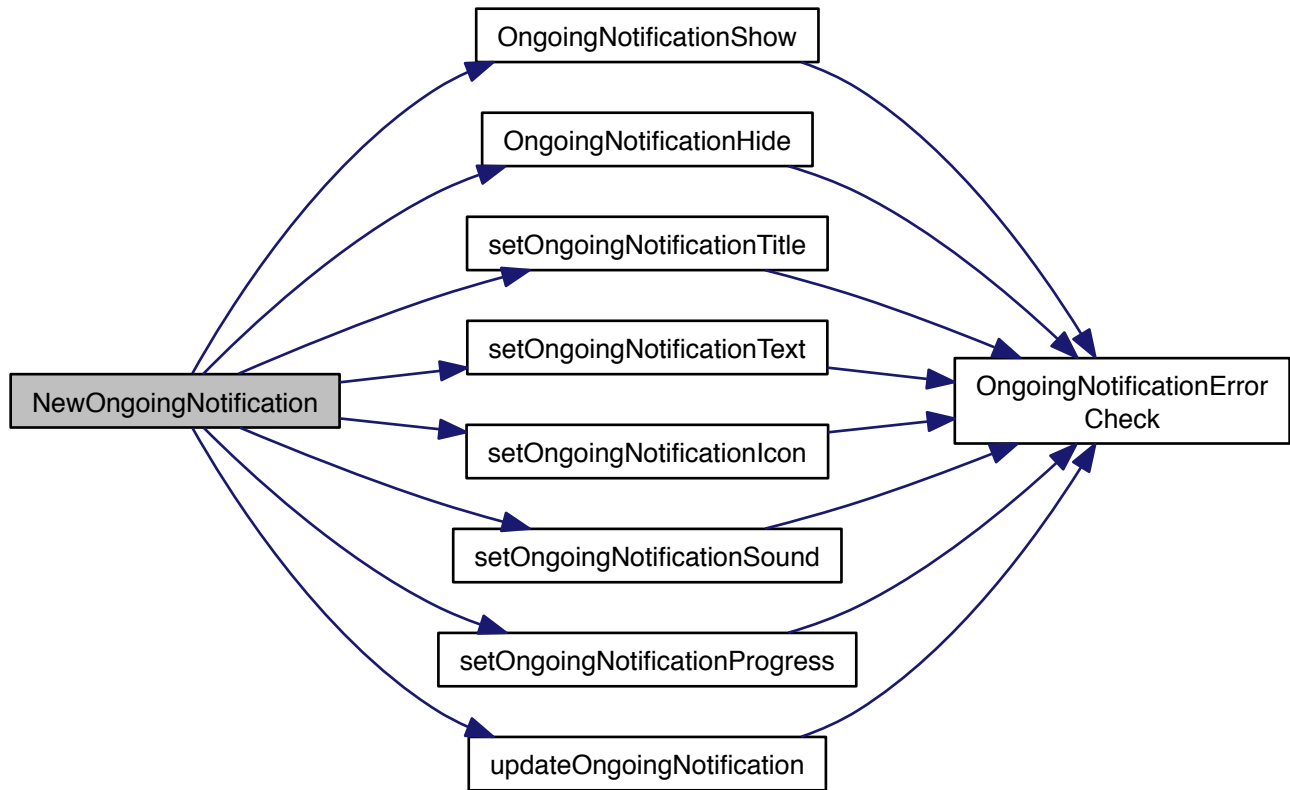 OngoingNotificationShow
OngoingNotificationHide
setOngoingNotificationTitle
setOngoingNotificationText
NewOngoingNotification
OngoingNotificationError
Check
setOngoingNotificationIcon
setOngoingNotificationSound
setOngoingNotificationProgress
updateOngoingNotification